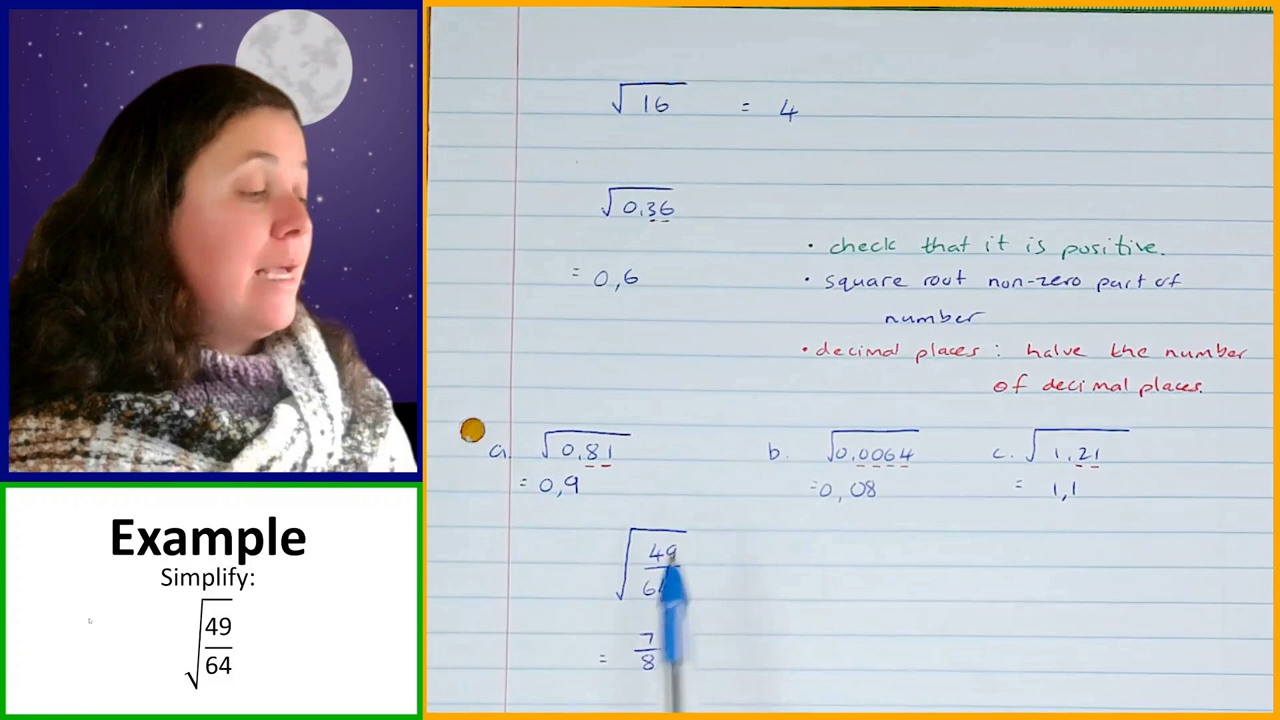 √16 = 4
√0,36
= 0,6
• check that it is positive.
• square root non-zero part of
number
• decimal places : halve the number
of decimal places.
a. √0,81
= 0,9
b. √0,0064
= 0,08
c. √1,21
= 1,1
√49
= 7/8
Example
Simplify:
√49/64